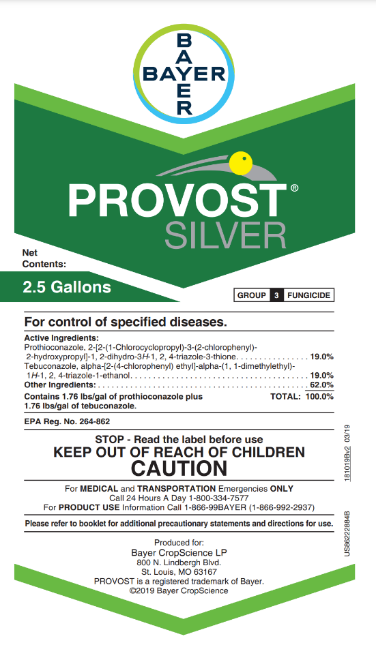 BAYER
BAYER
PROVOST®
SILVER
Net
Contents:
2.5 Gallons
GROUP 3 FUNGICIDE
For control of specified diseases.
Active Ingredients:
Prothioconazole, 2-[2-(1-Chlorocyclopropyl)-3-(2-chlorophenyl)-
2-hydroxypropyl]-1, 2-dihydro-3H-1, 2, 4-triazole-3-thione. . . . . . . . . . . . . . . 19.0%
Tebuconazole, alpha-[2-(4-chlorophenyl) ethyl]-alpha-(1, 1-dimethylethyl)-
1H-1, 2, 4-triazole-1-ethanol. . . . . . . . . . . . . . . . . . . . . . . . . . . . . . . . . . . . . 19.0%
Other Ingredients: . . . . . . . . . . . . . . . . . . . . . . . . . . . . . . . . . . . . . . . . . . . . 62.0%
Contains 1.76 lbs/gal of prothioconazole plus TOTAL: 100.0%
1.76 lbs/gal of tebuconazole.
EPA Reg. No. 264-862
STOP - Read the label before use
KEEP OUT OF REACH OF CHILDREN
CAUTION
For MEDICAL and TRANSPORTATION Emergencies ONLY
Call 24 Hours A Day 1-800-334-7577
For PRODUCT USE Information Call 1-866-99BAYER (1-866-992-2937)
Please refer to booklet for additional precautionary statements and directions for use.
Produced for:
Bayer CropScience LP
800 N. Lindbergh Blvd.
St. Louis, MO 63167
PROVOST is a registered trademark of Bayer.
©2019 Bayer CropScience
US86222884B 181019Bv2 03/19